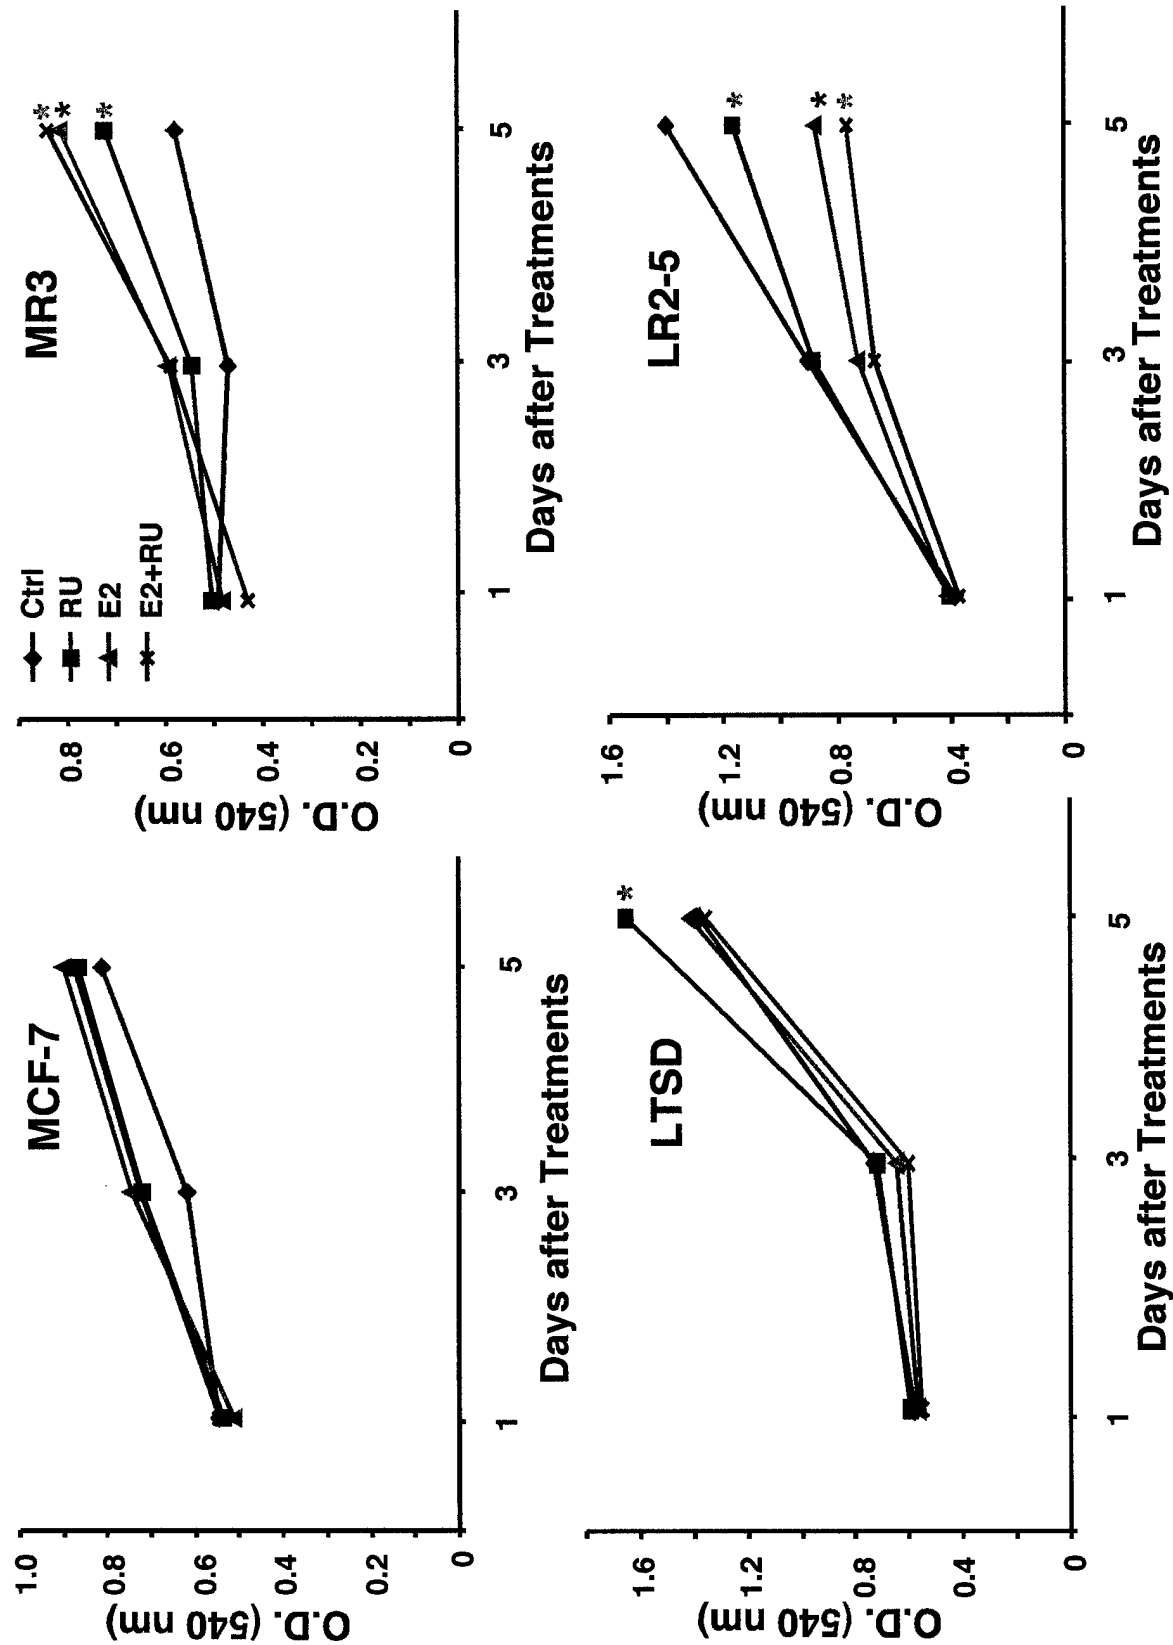 MCF-7
1.0
0.8
0.6
0.4
0.2
0
O.D. (540 nm)
1
3
5
Days after Treatments
MR3
Ctrl
RU
E2
E2+RU
0.8
0.6
0.4
0.2
0
O.D. (540 nm)
*
*
*
1
3
5
Days after Treatments
LTSD
1.6
1.2
0.8
0.4
0
O.D. (540 nm)
*
1
3
5
Days after Treatments
LR2-5
1.6
1.2
0.8
0.4
0
O.D. (540 nm)
*
*
*
1
3
5
Days after Treatments